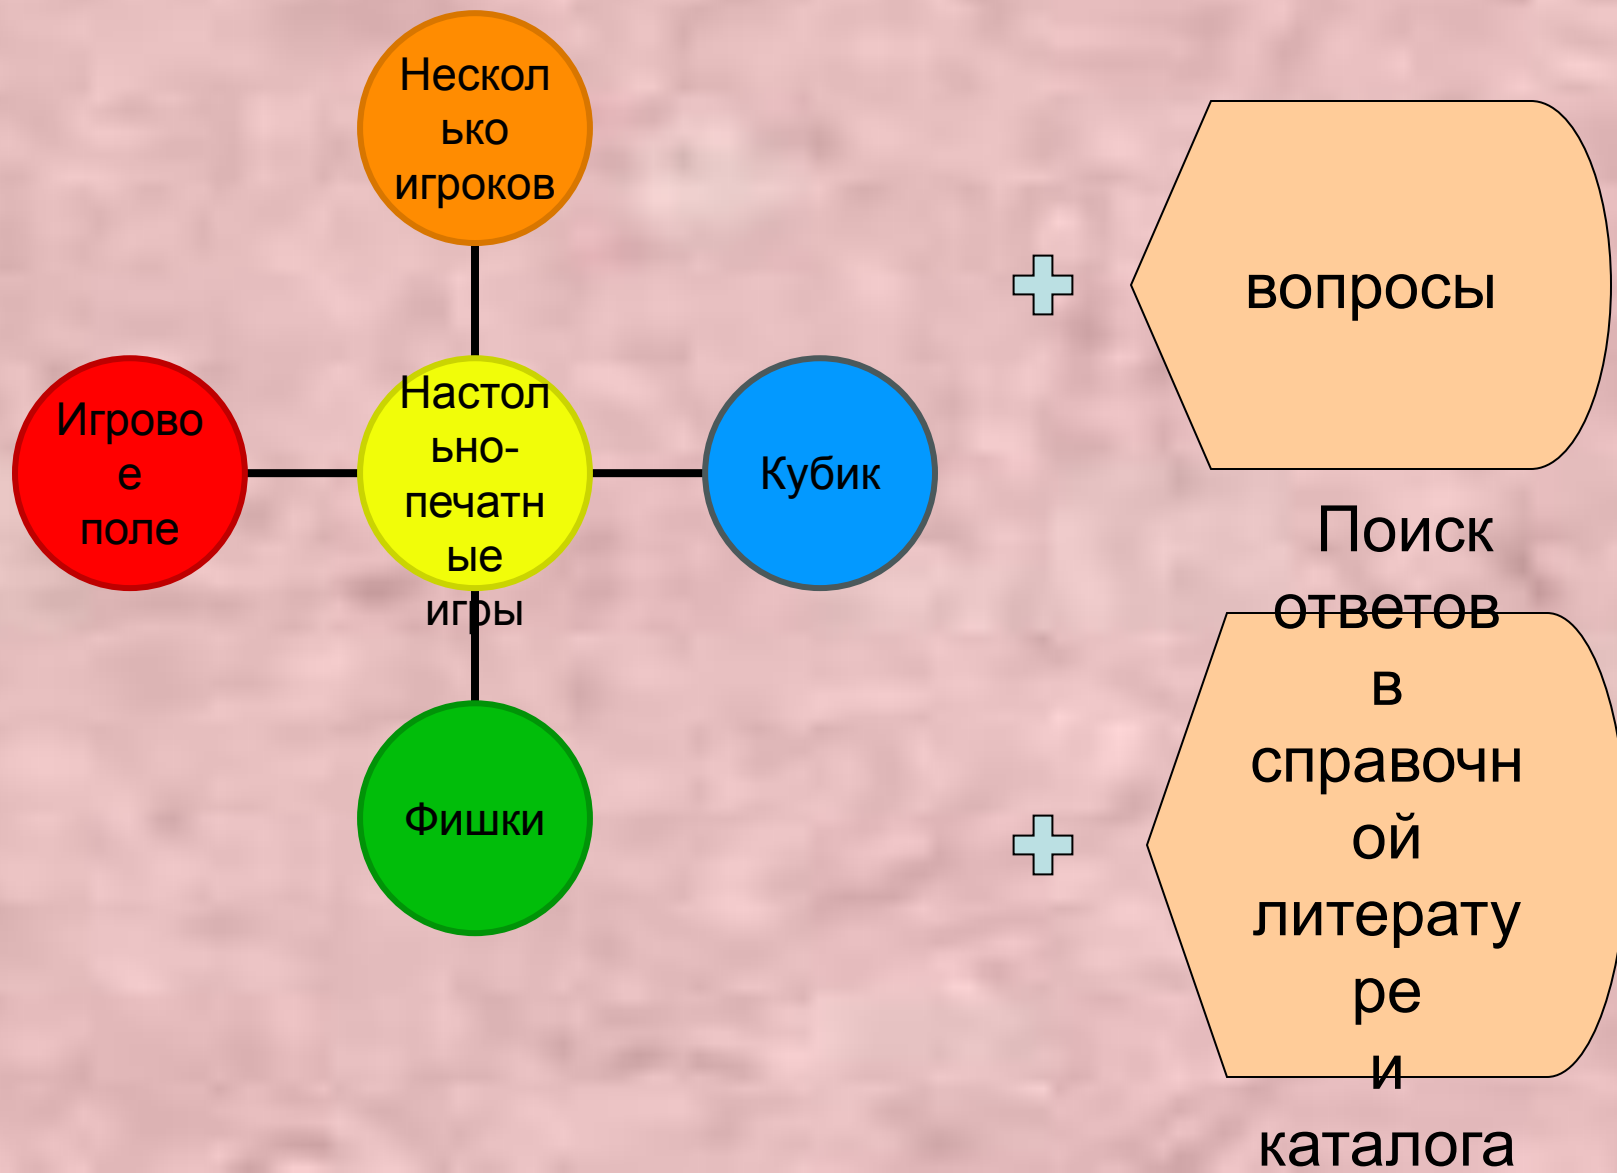 Нескол
ько
игроков
Игрово
е
поле
Настол
ьно-
печатн
ые
игры
Кубик
Фишки
вопросы
Поиск
ответов
в
справочн
ой
литерату
ре
и
каталога